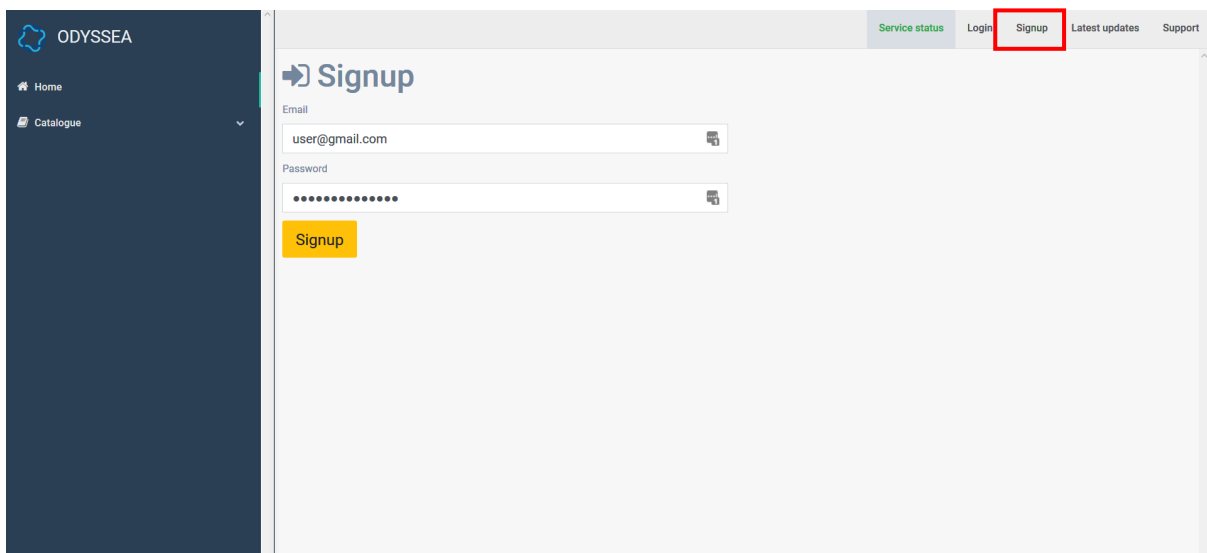 ODYSSEA
Home
Catalogue
Service status Login Signup Latest updates Support
Signup
Email
user@gmail.com
Password
••••••••••••••
Signup